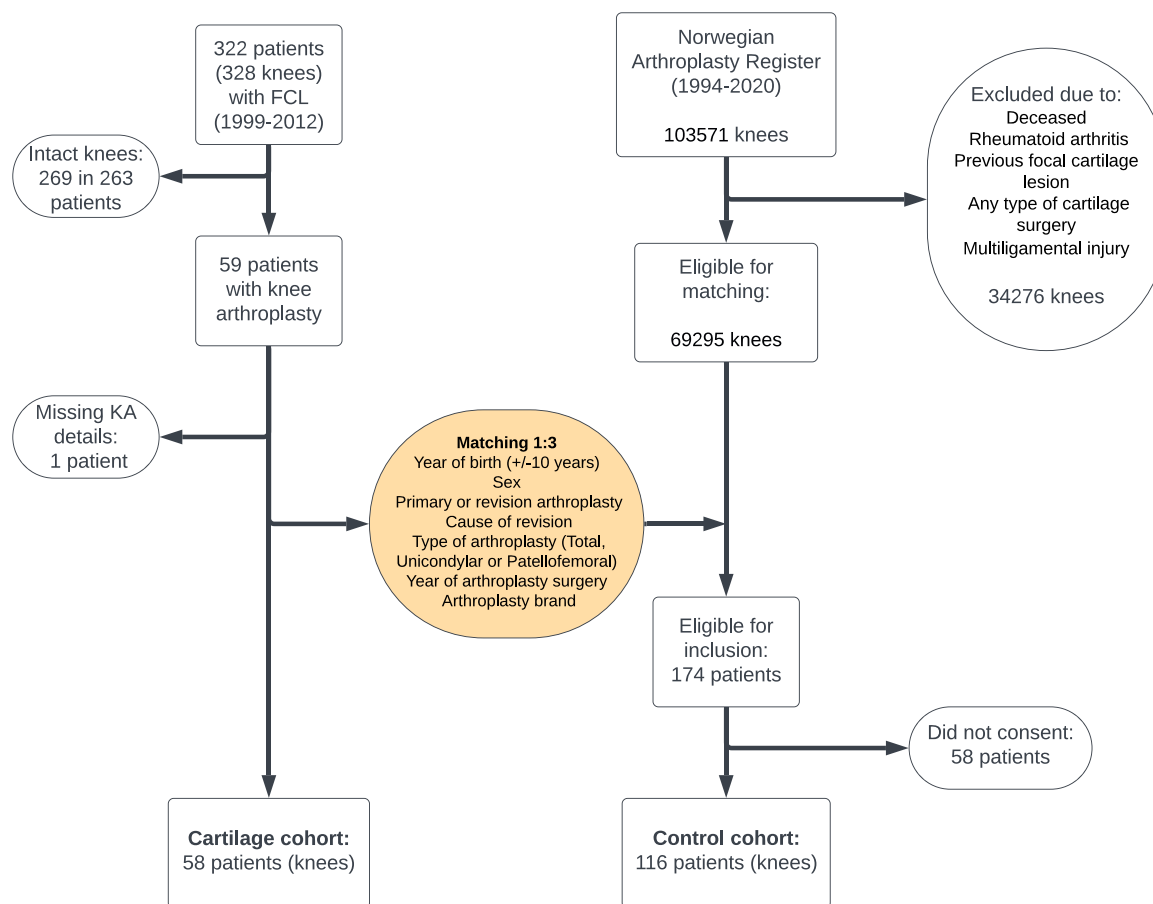 322 patients
(328 knees)
with FCL
(1999-2012)
Intact knees:
269 in 263
patients
59 patients
with knee
arthroplasty
Missing KA
details:
1 patient
Matching 1:3
Year of birth (+/-10 years)
Sex
Primary or revision arthroplasty
Cause of revision
Type of arthroplasty (Total,
Unicondylar or Patellofemoral)
Year of arthroplasty surgery
Arthroplasty brand
Cartilage cohort:
58 patients (knees)
Norwegian
Arthroplasty Register
(1994-2020)
103571 knees
Excluded due to:
Deceased
Rheumatoid arthritis
Previous focal cartilage
lesion
Any type of cartilage
surgery
Multiligamental injury
34276 knees
Eligible for
matching:
69295 knees
Eligible for
inclusion:
174 patients
Did not consent:
58 patients
Control cohort:
116 patients (knees)